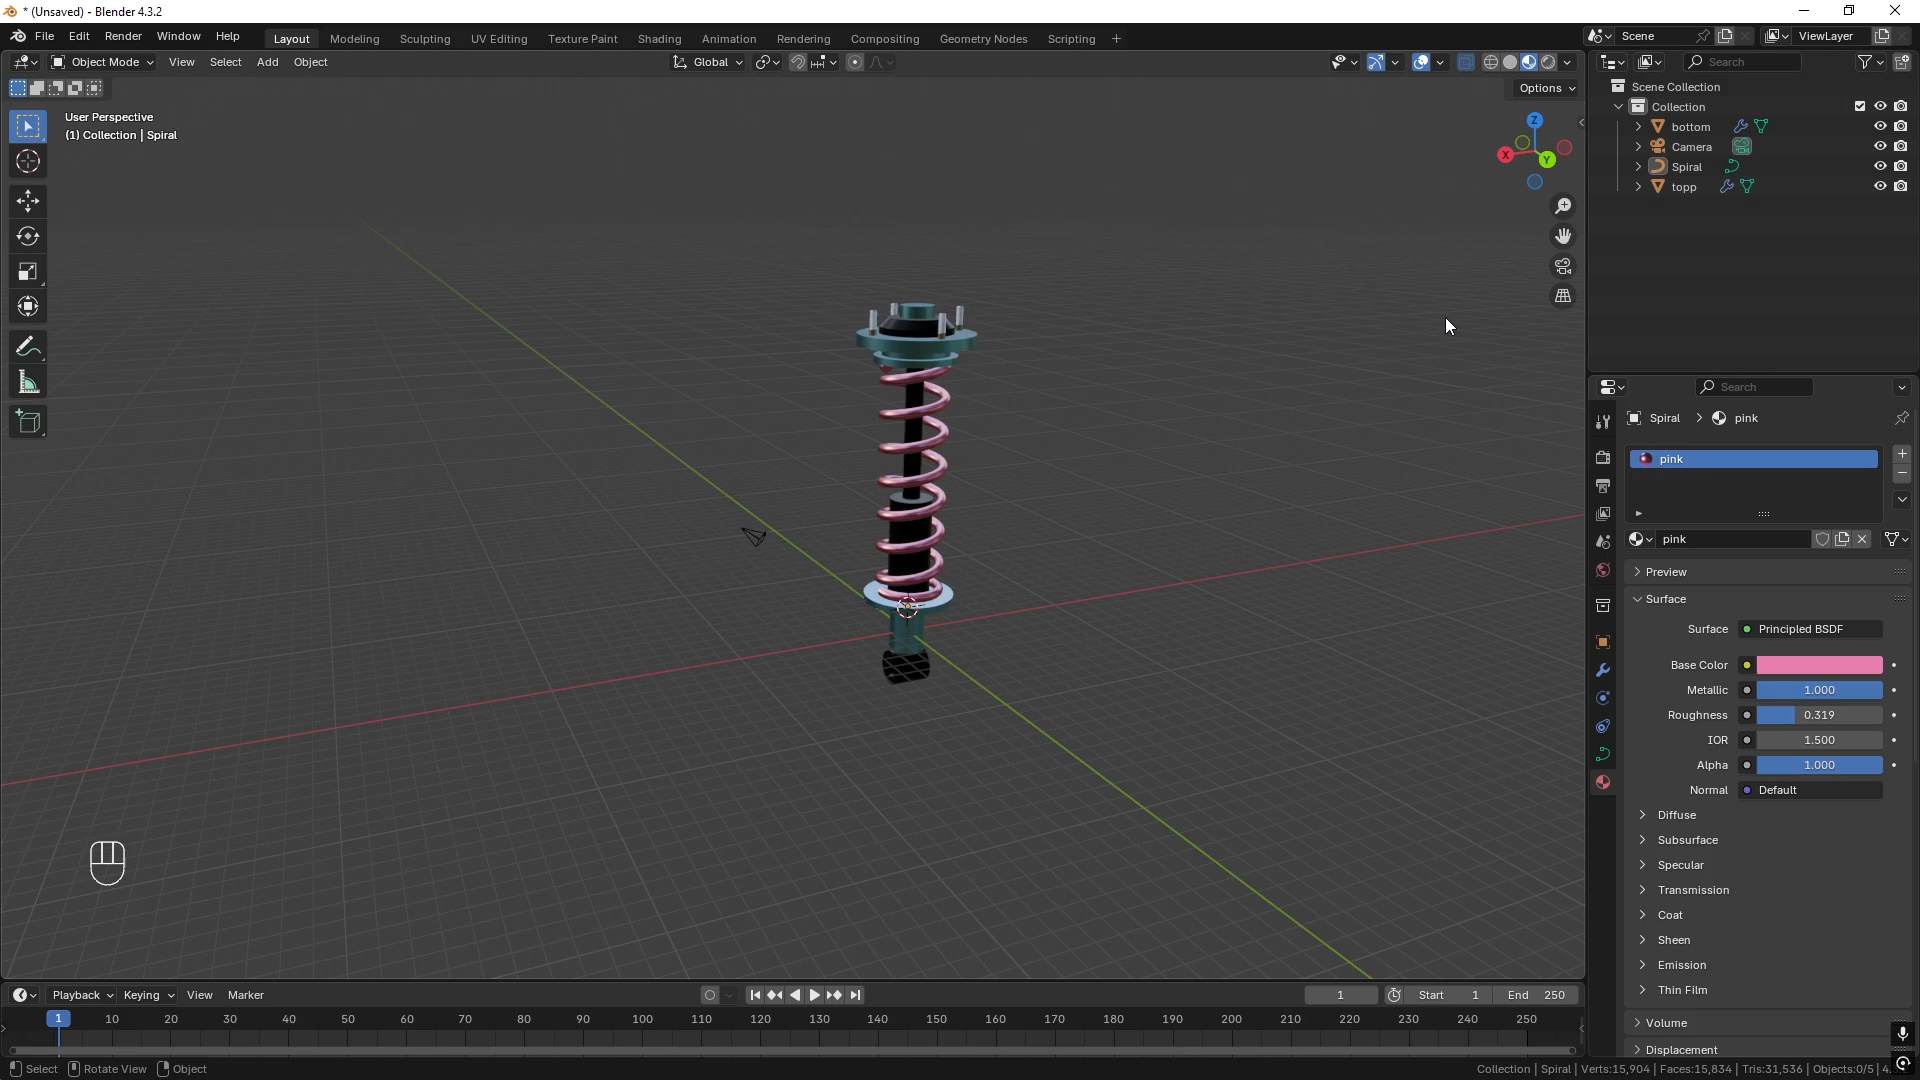 * (Unsaved) - Blender 4.3.2
File Edit Render Window Help Layout Modeling Sculpting UV Editing Texture Paint Shading Animation Rendering Compositing Geometry Nodes Scripting + Scene ViewLayer
Object Mode View Select Add Object Global Search
Options
User Perspective
(1) Collection | Spiral
Z
X
Y
Scene Collection
Collection
bottom
Camera
Spiral
topp
Search
Spiral > pink
pink
pink
Preview
Surface
Surface Principled BSDF
Base Color
Metallic 1.000
Roughness 0.319
IOR 1.500
Alpha 1.000
Normal Default
Diffuse
Subsurface
Specular
Transmission
Coat
Sheen
Emission
Thin Film
Volume
Displacement
Playback Keying View Marker 1 Start 1 End 250
1 10 20 30 40 50 60 70 80 90 100 110 120 130 140 150 160 170 180 190 200 210 220 230 240 250
Select Rotate View Object Collection | Spiral | Verts:15,904 | Faces:15,834 | Tris:31,536 | Objects:0/5 | 4.